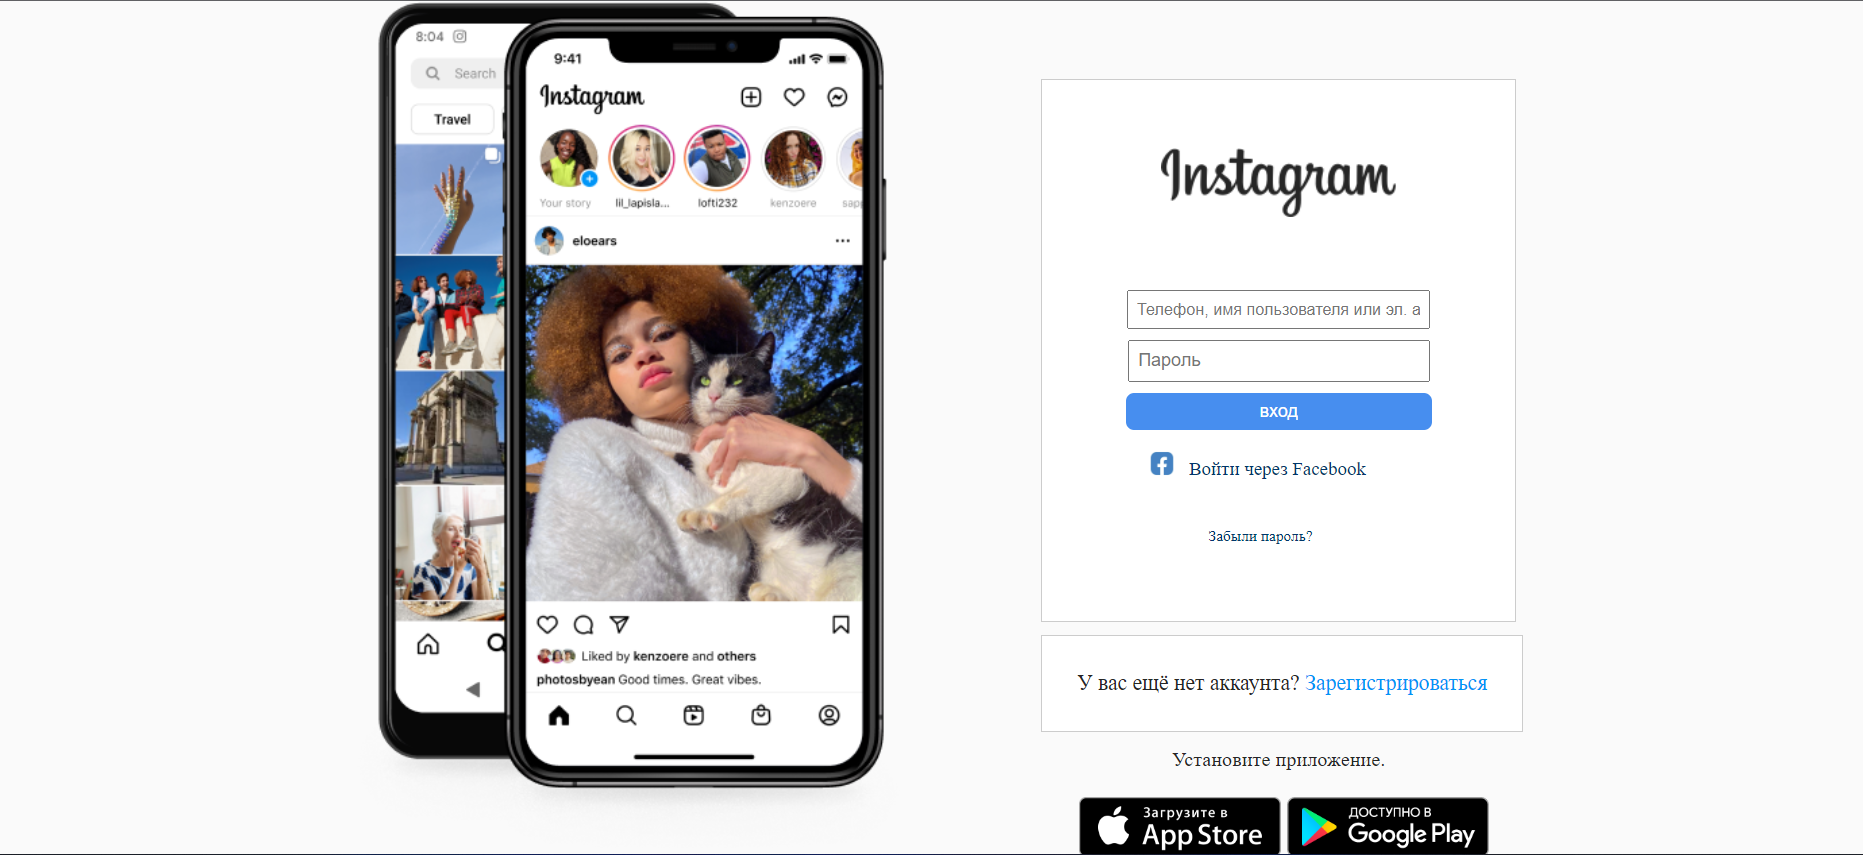 8:04
Search
Travel
9:41
Instagram
Your story
lil_lapisla...
lofti232
kenzoere
sapp
eloears
Liked by kenzoere and others
photosbyean Good times. Great vibes.
Instagram
Телефон, имя пользователя или эл. а
Пароль
вход
Войти через Facebook
Забыли пароль?
У вас ещё нет аккаунта? Зарегистрироваться
Установите приложение.
Загрузите в
App Store
ДОСТУПНО В
Google Play